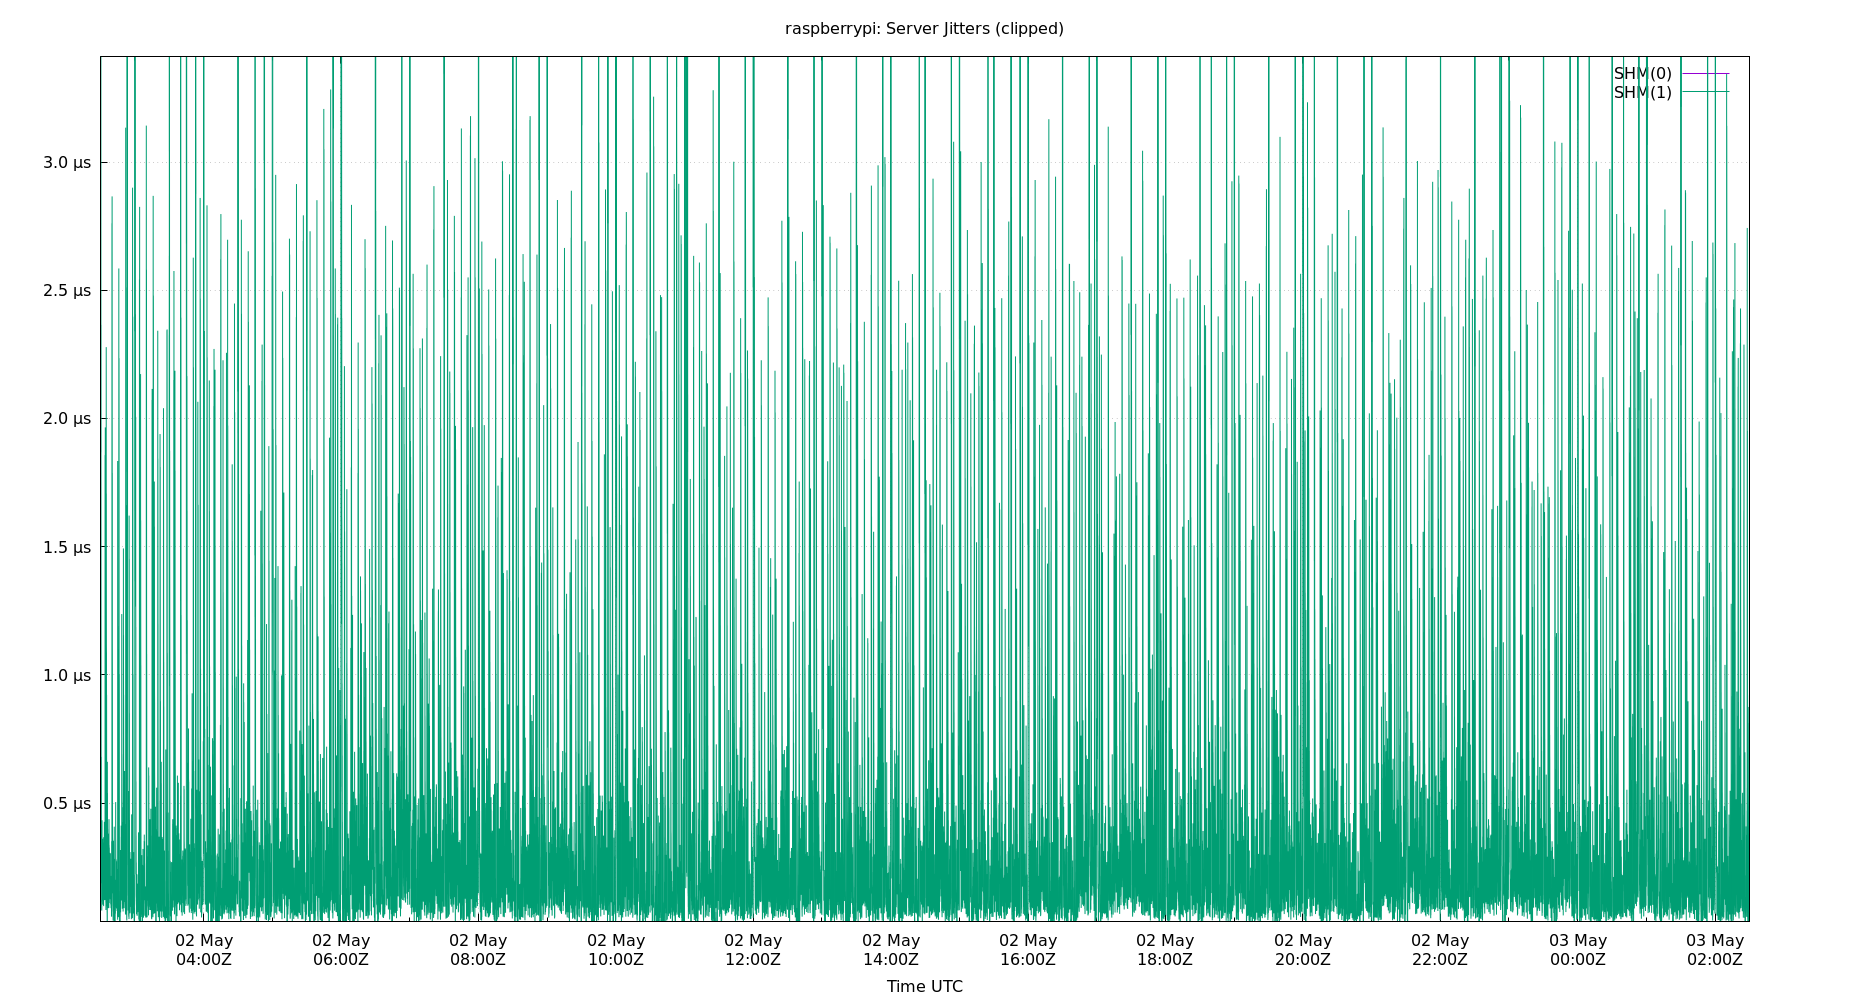 raspberrypi: Server Jitters (clipped)
SHM(0)
SHM(1)
3.0 μs
2.5 μs
2.0 μs
1.5 μs
1.0 μs
0.5 μs
02 May 02 May 02 May 02 May 02 May 02 May 02 May 02 May 02 May 02 May 03 May 03 May
04:00Z 06:00Z 08:00Z 10:00Z 12:00Z 14:00Z 16:00Z 18:00Z 20:00Z 22:00Z 00:00Z 02:00Z
Time UTC